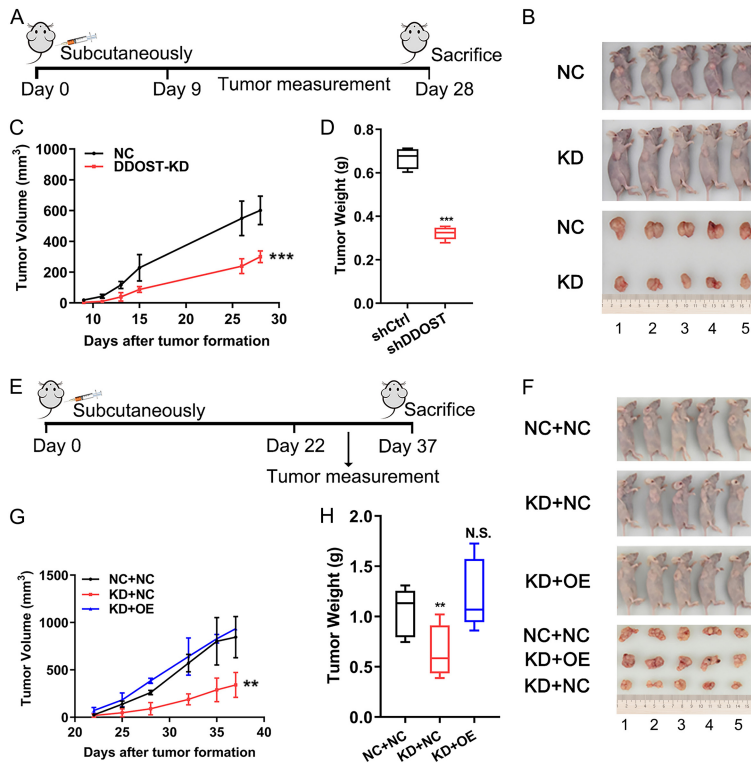 A
Subcutaneously
Sacrifice
Day 0
Day 9
Tumor measurement
Day 28
B
NC
KD
NC
KD
1 2 3 4 5
C
NC
DDOST-KD
Tumor Volume (mm³)
1000
800
600
400
200
0
***
10 15 20 25 30
Days after tumor formation
D
Tumor Weight (g)
0.8
0.6
0.4
0.2
0.0
***
shCtrl
shDDOST
E
Subcutaneously
Sacrifice
Day 0
Day 22
Day 37
Tumor measurement
F
NC+NC
KD+NC
KD+OE
NC+NC
KD+OE
KD+NC
1 2 3 4 5
G
NC+NC
KD+NC
KD+OE
Tumor Volume (mm³)
1500
1000
500
0
**
20 25 30 35 40
Days after tumor formation
H
Tumor Weight (g)
2.0
1.5
1.0
0.5
0.0
**
N.S.
NC+NC
KD+NC
KD+OE